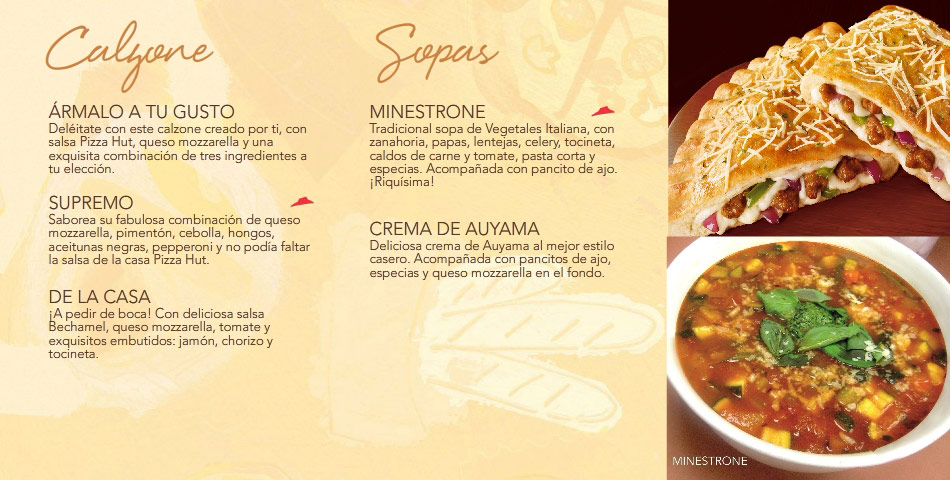 Calzone
ÁRMALO A TU GUSTO
Deléitate con este calzone creado por ti, con
salsa Pizza Hut, queso mozzarella y una
exquisita combinación de tres ingredientes a
tu elección.
SUPREMO
Saborea su fabulosa combinación de queso
mozzarella, pimentón, cebolla, hongos,
aceitunas negras, pepperoni y no podía faltar
la salsa de la casa Pizza Hut.
DE LA CASA
¡A pedir de boca! Con deliciosa salsa
Bechamel, queso mozzarella, tomate y
exquisitos embutidos: jamón, chorizo y
tocineta.
Sopas
MINESTRONE
Tradicional sopa de Vegetales Italiana, con
zanahoria, papas, lentejas, celery, tocineta,
caldos de carne y tomate, pasta corta y
especias. Acompañada con pancito de ajo.
¡Riquísima!
CREMA DE AUYAMA
Deliciosa crema de Auyama al mejor estilo
casero. Acompañada con pancitos de ajo,
especias y queso mozzarella en el fondo.
MINESTRONE